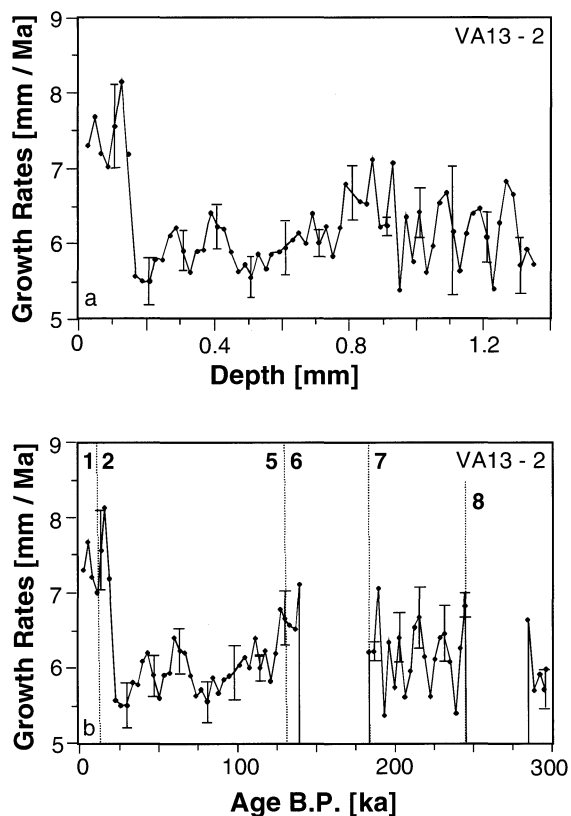 9
VA13 - 2
8
7
6
5
Growth Rates [mm / Ma]
a
0
0.4
0.8
1.2
Depth [mm]
9
1 2
5 6
7
VA13 - 2
8
8
7
6
5
Growth Rates [mm / Ma]
b
0
100
200
300
Age B.P. [ka]